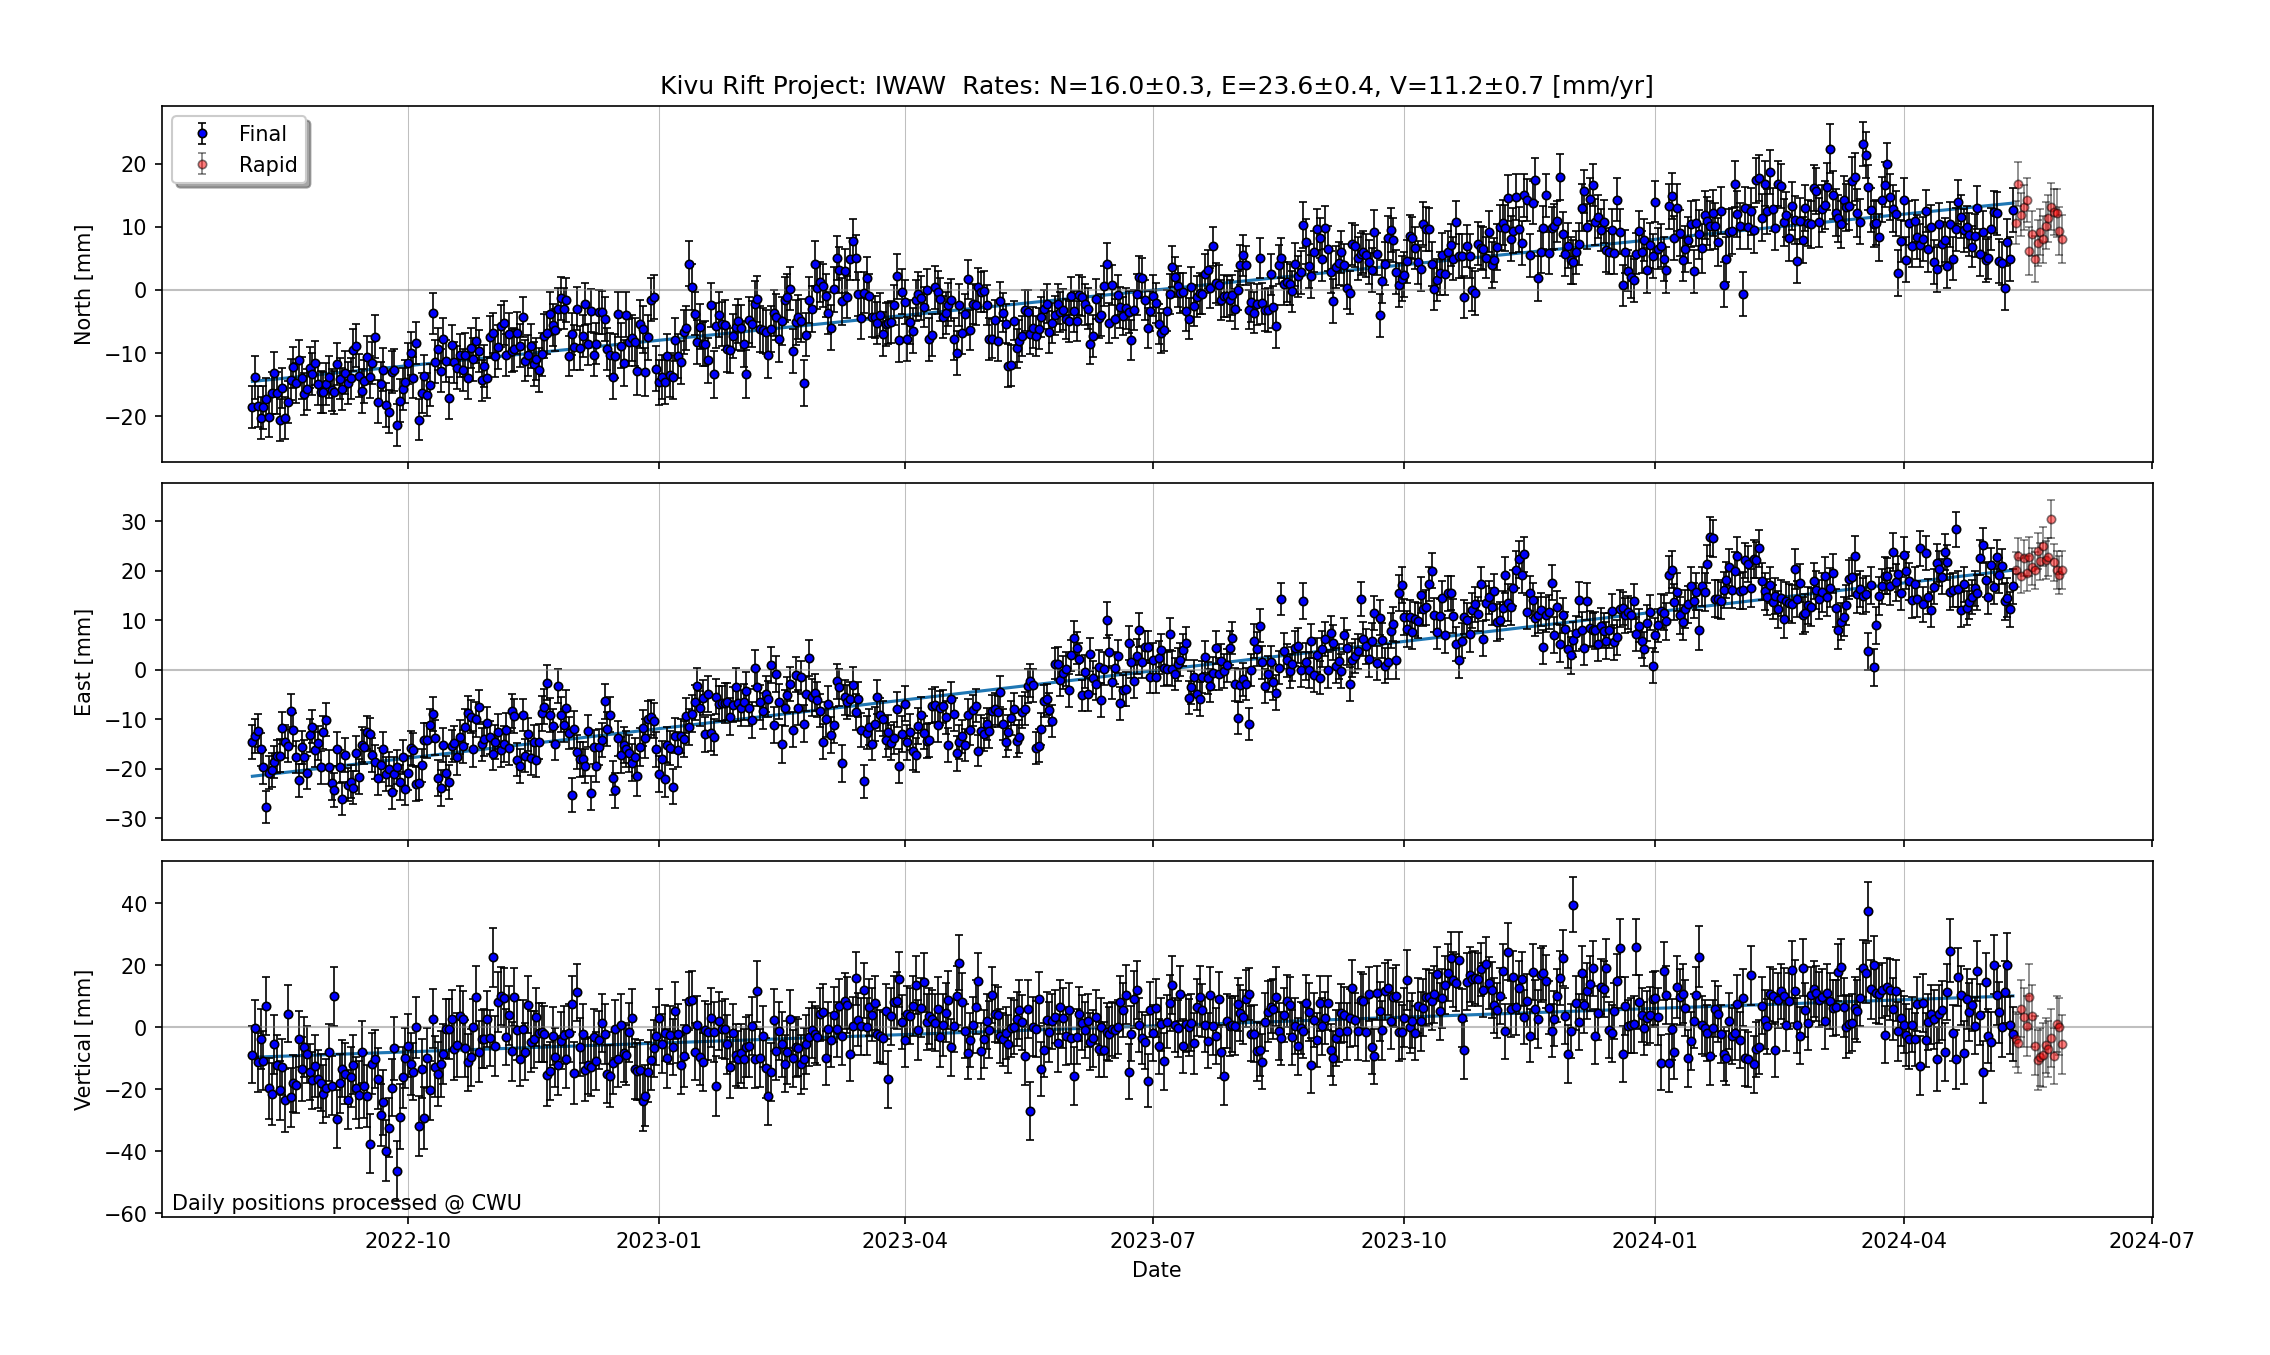 Kivu Rift Project: IWAW  Rates: N=16.0±0.3, E=23.6±0.4, V=11.2±0.7 [mm/yr]
Final
Rapid
North [mm]
20
10
0
−10
−20
East [mm]
30
20
10
0
−10
−20
−30
Vertical [mm]
40
20
0
−20
−40
−60
Daily positions processed @ CWU
2022-10 2023-01 2023-04 2023-07 2023-10 2024-01 2024-04 2024-07
Date